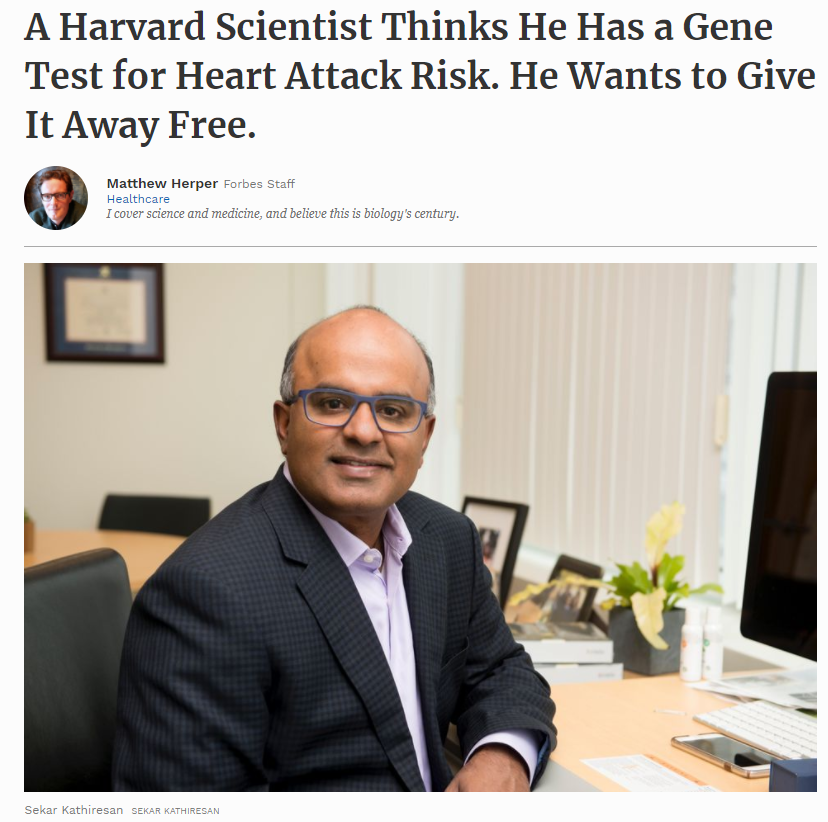 A Harvard Scientist Thinks He Has a Gene
Test for Heart Attack Risk. He Wants to Give
It Away Free.
Matthew Herper Forbes Staff
Healthcare
I cover science and medicine, and believe this is biology's century.
Sekar Kathiresan SEKAR KATHIRESAN